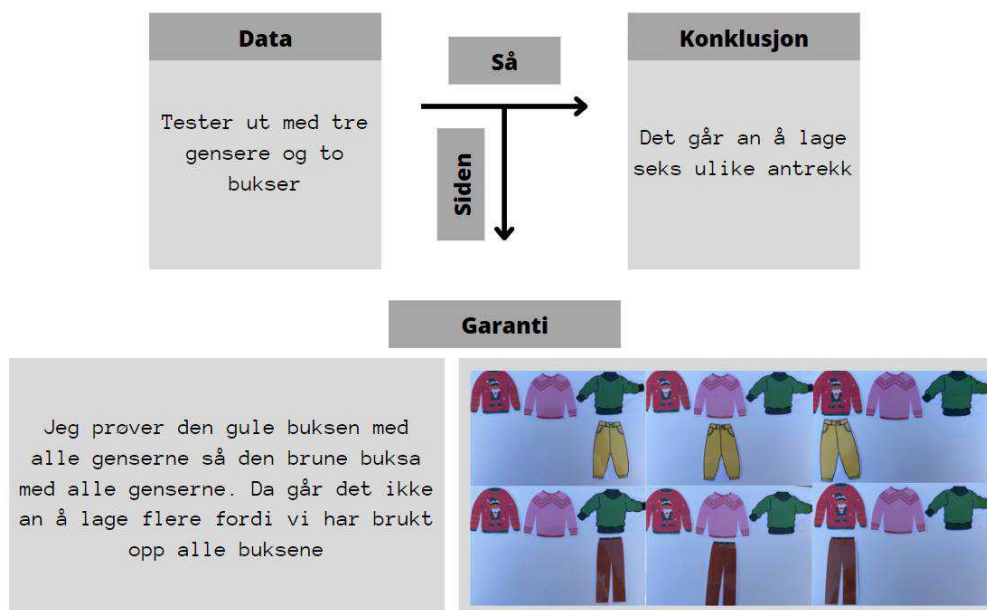 Data
Tester ut med tre
gensere og to
bukser
Så
Siden
Konklusjon
Det går an å lage
seks ulike antrekk
Garanti
Jeg prøver den gule buksen med
alle genserne så den brune buksa
med alle genserne. Da går det ikke
an å lage flere fordi vi har brukt
opp alle buksene